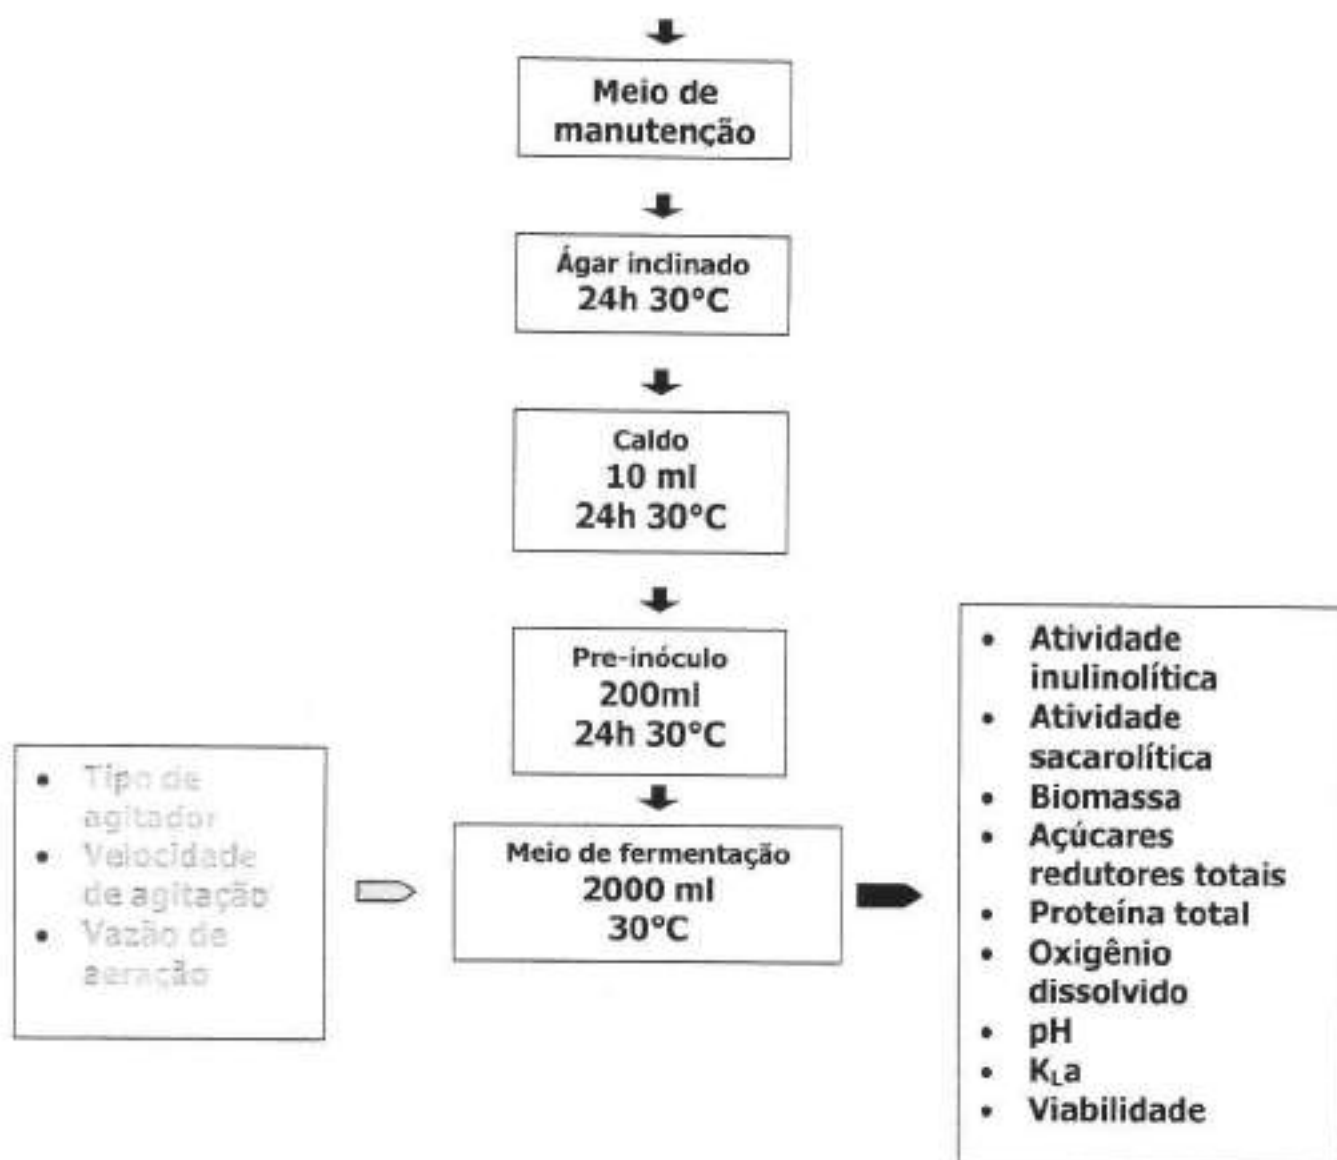 Meio de
manutenção
Ágar inclinado
24h 30°C
Caldo
10 ml
24h 30°C
Pre-inóculo
200ml
24h 30°C
Meio de fermentação
2000 ml
30°C
• Tipo de
agitador
• Velocidade
de agitação
• Vazão de
aeração
• Atividade
inulinolítica
• Atividade
sacarolítica
• Biomassa
• Açúcares
redutores totais
• Proteína total
• Oxigênio
dissolvido
• pH
• KLa
• Viabilidade